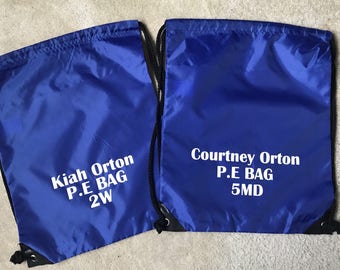 Kiah Orton
P.E BAG
2W
Courtney Orton
P.E BAG
5MD